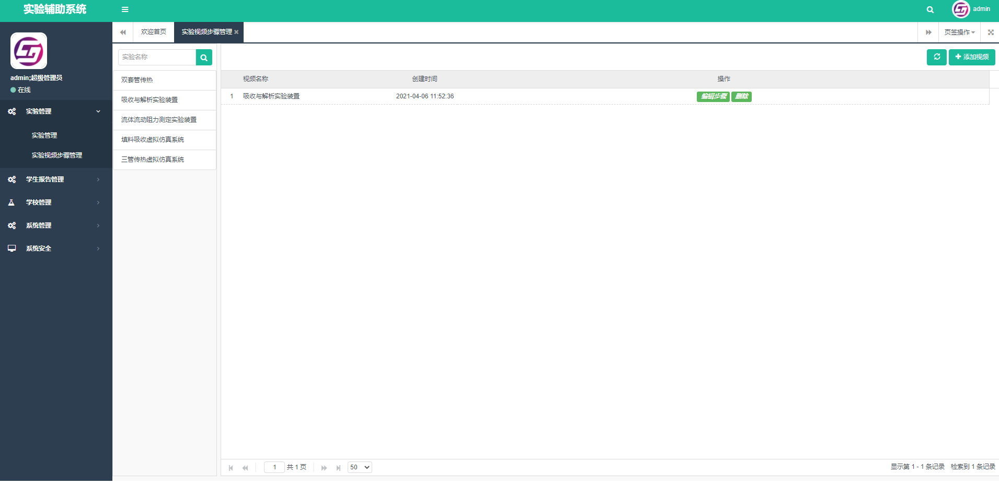 实验辅助系统
admin
欢迎首页
实验视频步骤管理
页签操作
admin;超级管理员
在线
实验管理
实验管理
实验视频步骤管理
学生报告管理
学校管理
系统管理
系统安全
实验名称
双套管传热
吸收与解析实验装置
流体流动阻力测定实验装置
填料吸收虚拟仿真系统
三管传热虚拟仿真系统
添加视频
视频名称 创建时间 操作
1 吸收与解析实验装置 2021-04-06 11:52:36 编辑步骤 删除
1 共 1 页 50 显示第 1 - 1 条记录 检索到 1 条记录